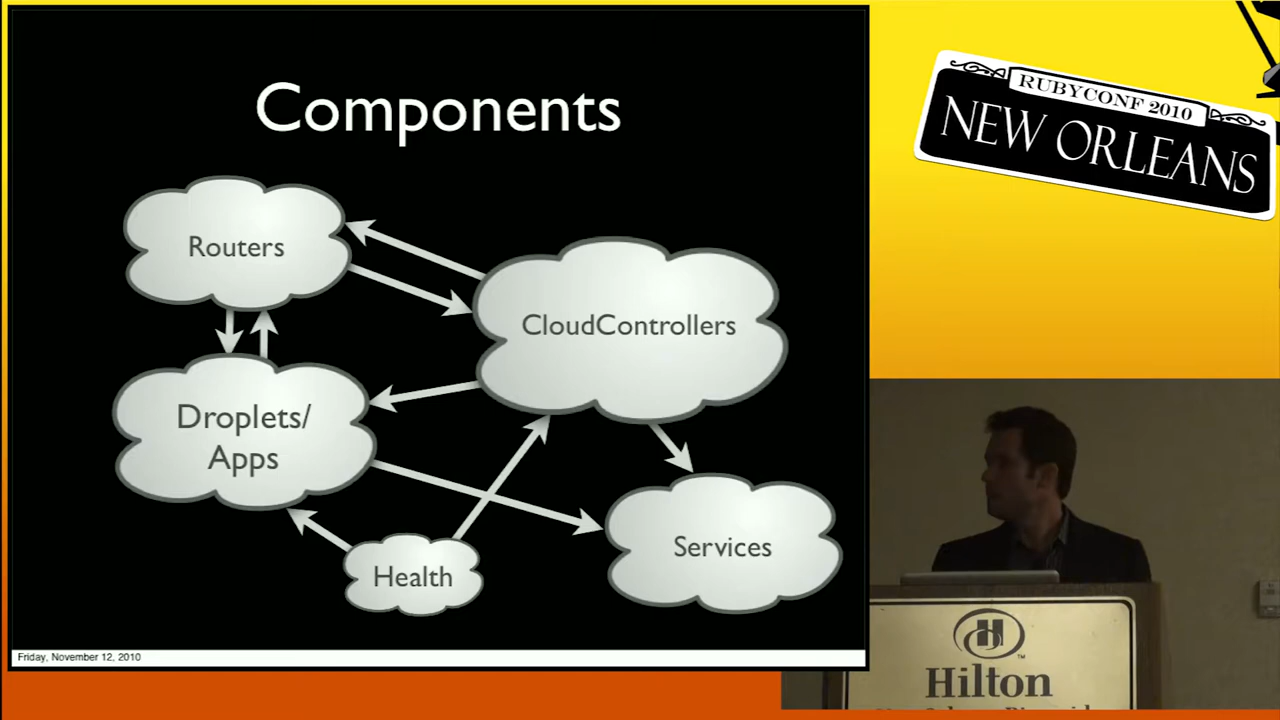 Components
Routers
CloudControllers
Droplets/
Apps
Services
Health
Friday, November 12, 2010
RUBYCONF 2010
NEW ORLEANS
Hilton